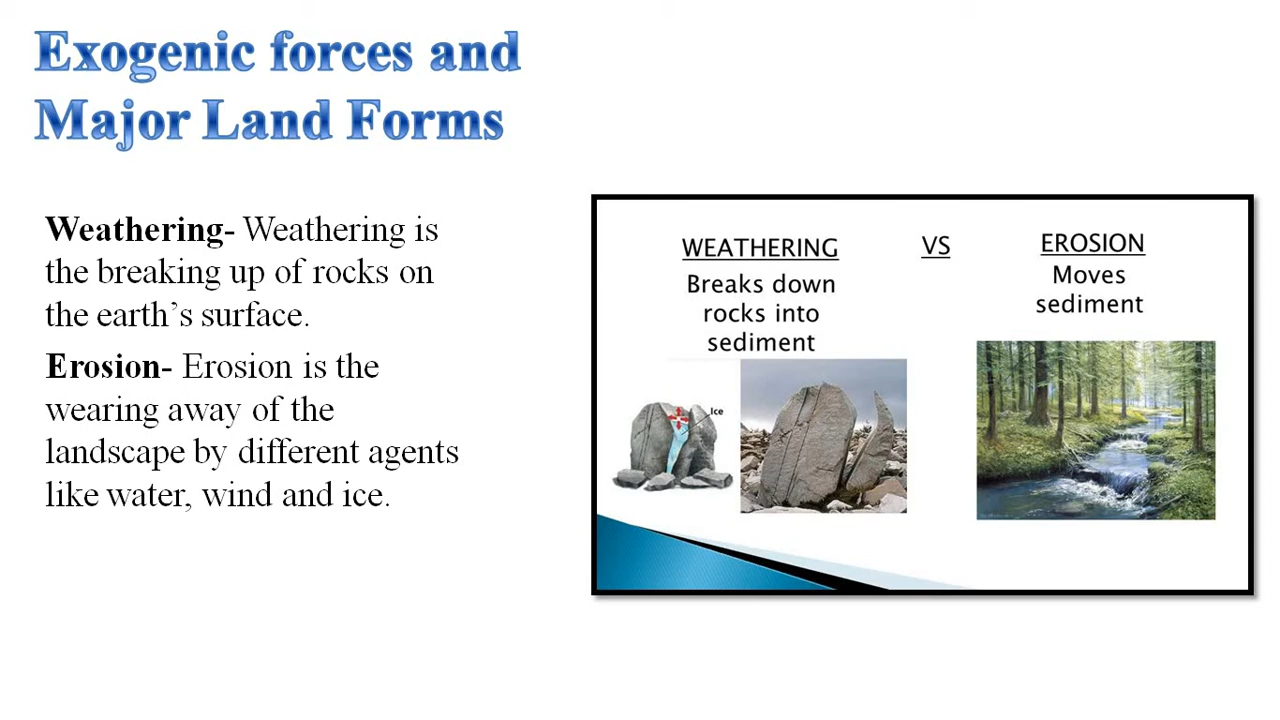 Exogenic forces and
Major Land Forms
Weathering- Weathering is
the breaking up of rocks on
the earth’s surface.
Erosion- Erosion is the
wearing away of the
landscape by different agents
like water, wind and ice.
WEATHERING
Breaks down
rocks into
sediment
Ice
VS
EROSION
Moves
sediment